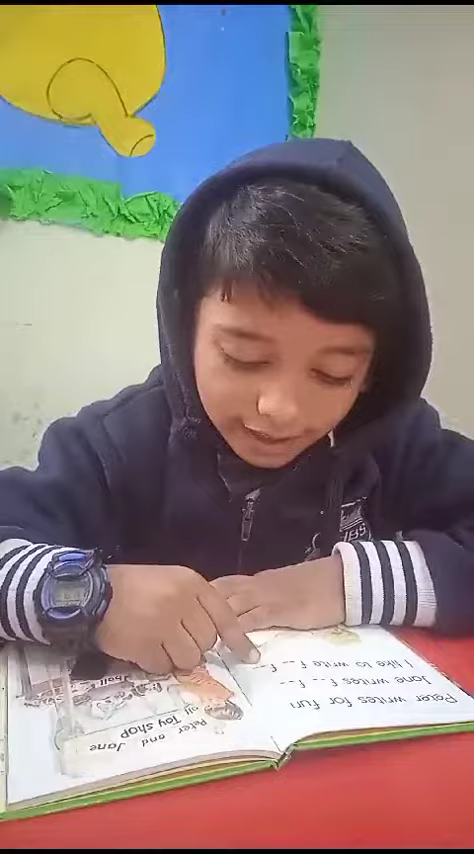 Peter and Jane
Toy shop
Peter writes for fun
Jane writes f-- f--
I like to write f-- f--